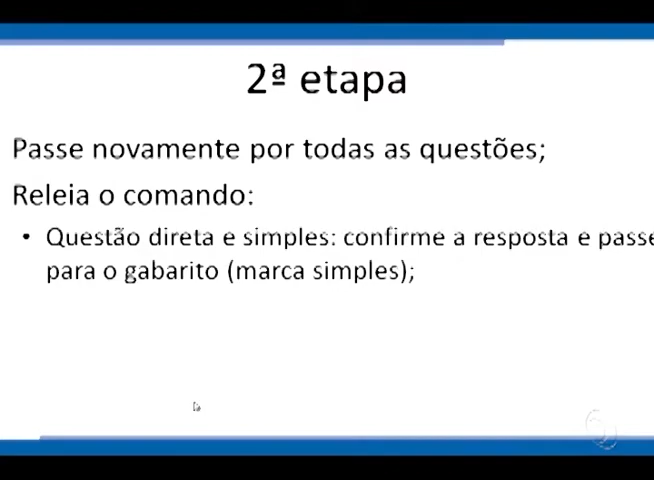 2ª etapa
Passe novamente por todas as questões;
Releia o comando:
• Questão direta e simples: confirme a resposta e passe
para o gabarito (marca simples);